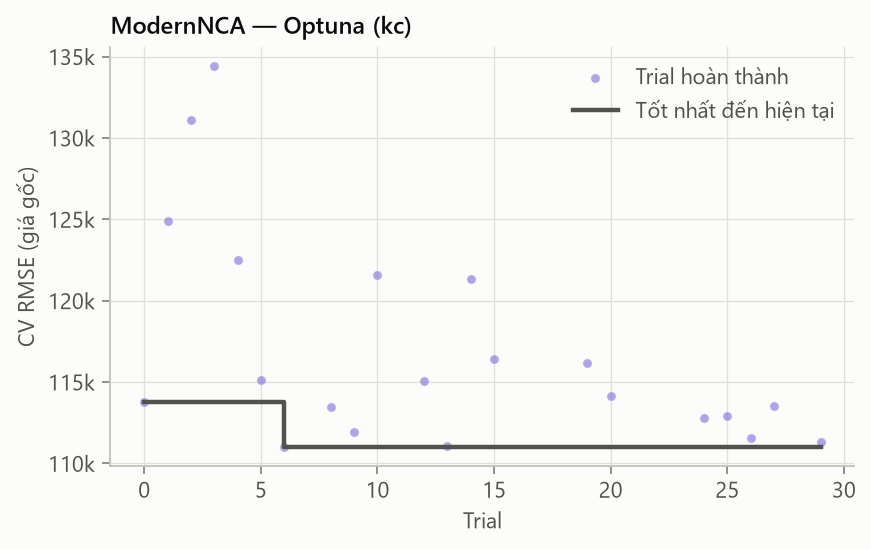 ModernNCA — Optuna (kc)
Trial hoàn thành
Tốt nhất đến hiện tại
CV RMSE (giá gốc)
135k
130k
125k
120k
115k
110k
0 5 10 15 20 25 30
Trial